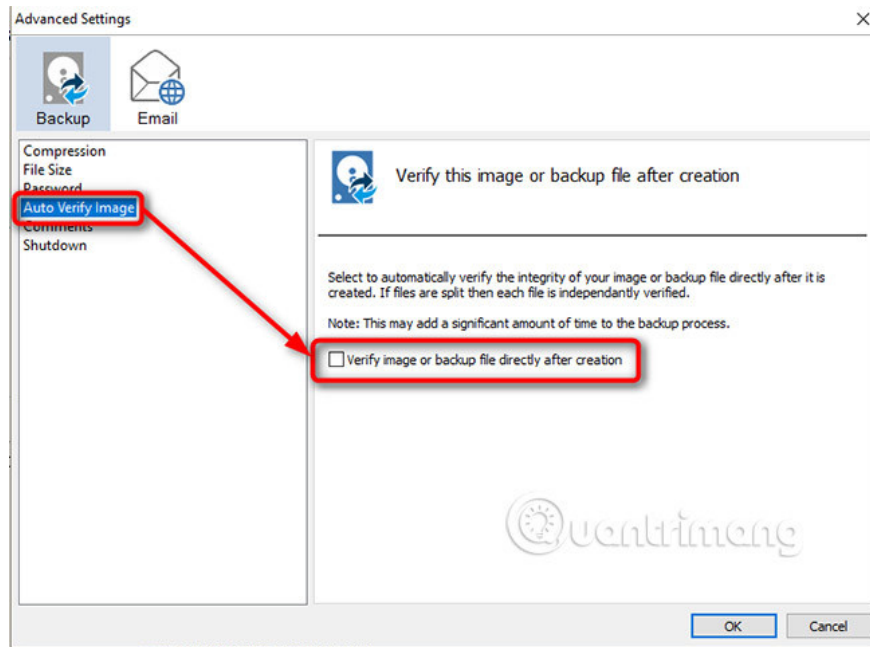 Advanced Settings
Backup
Email
Compression
File Size
Password
Auto Verify Image
Comments
Shutdown
Verify this image or backup file after creation
Select to automatically verify the integrity of your image or backup file directly after it is
created. If files are split then each file is independantly verified.
Note: This may add a significant amount of time to the backup process.
Verify image or backup file directly after creation
Quantrimang
OK
Cancel